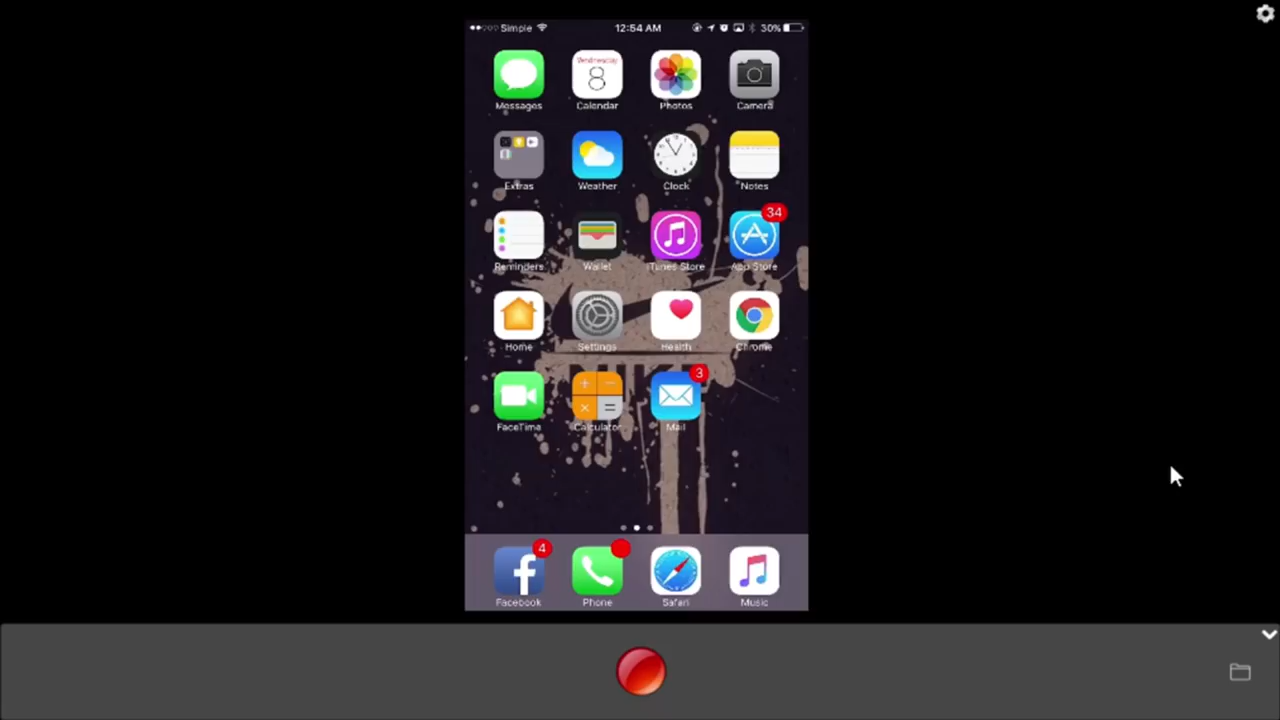 Simple 12:54 AM 30%
Messages Wednesday 8 Calendar Photos Camera
Extras Weather Clock Notes
Reminders Wallet iTunes Store 34 App Store
Home Settings Health Chrome
FaceTime Calculator 3 Mail
NIKE
4 Facebook Phone Safari Music